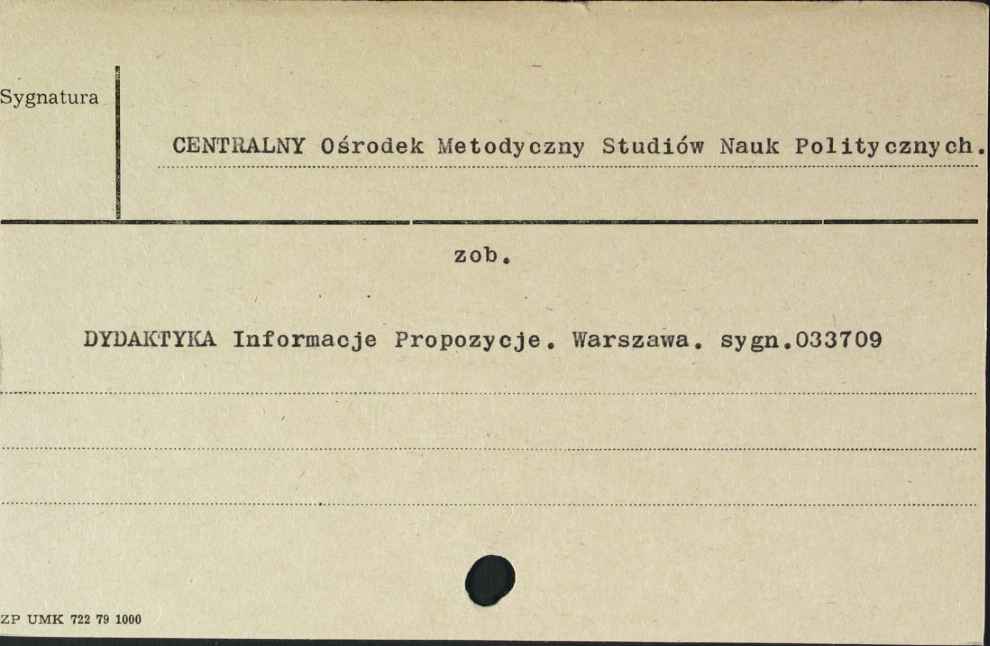 Sygnatura
CENTRALNY Ośrodek Metodyczny Studiów Nauk Politycznych.
zob.
DYDAKTYKA Informacje Propozycje. Warszawa. sygn.033709
ZP UMK 722 79 1000